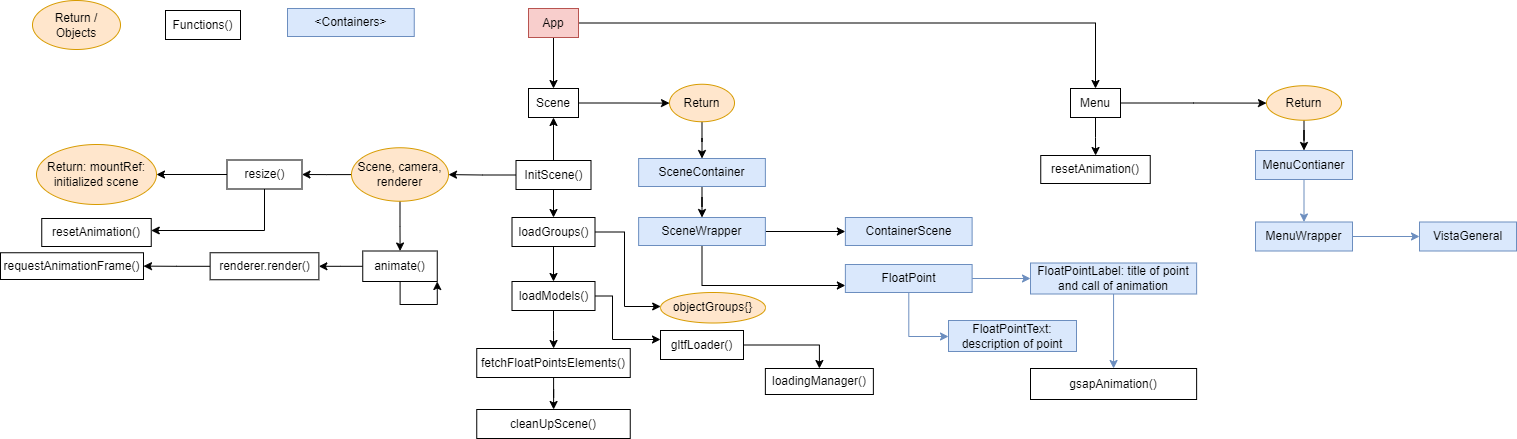 Return /
Objects
Functions()
<Containers>
App
Scene
Return
Menu
Return
Return: mountRef:
initialized scene
resize()
Scene, camera,
renderer
InitScene()
SceneContainer
resetAnimation()
MenuContianer
resetAnimation()
loadGroups()
SceneWrapper
ContainerScene
MenuWrapper
VistaGeneral
requestAnimationFrame()
renderer.render()
animate()
loadModels()
objectGroups{}
FloatPoint
FloatPointLabel: title of point
and call of animation
FloatPointText:
description of point
fetchFloatPointsElements()
gltfLoader()
loadingManager()
gsapAnimation()
cleanUpScene()